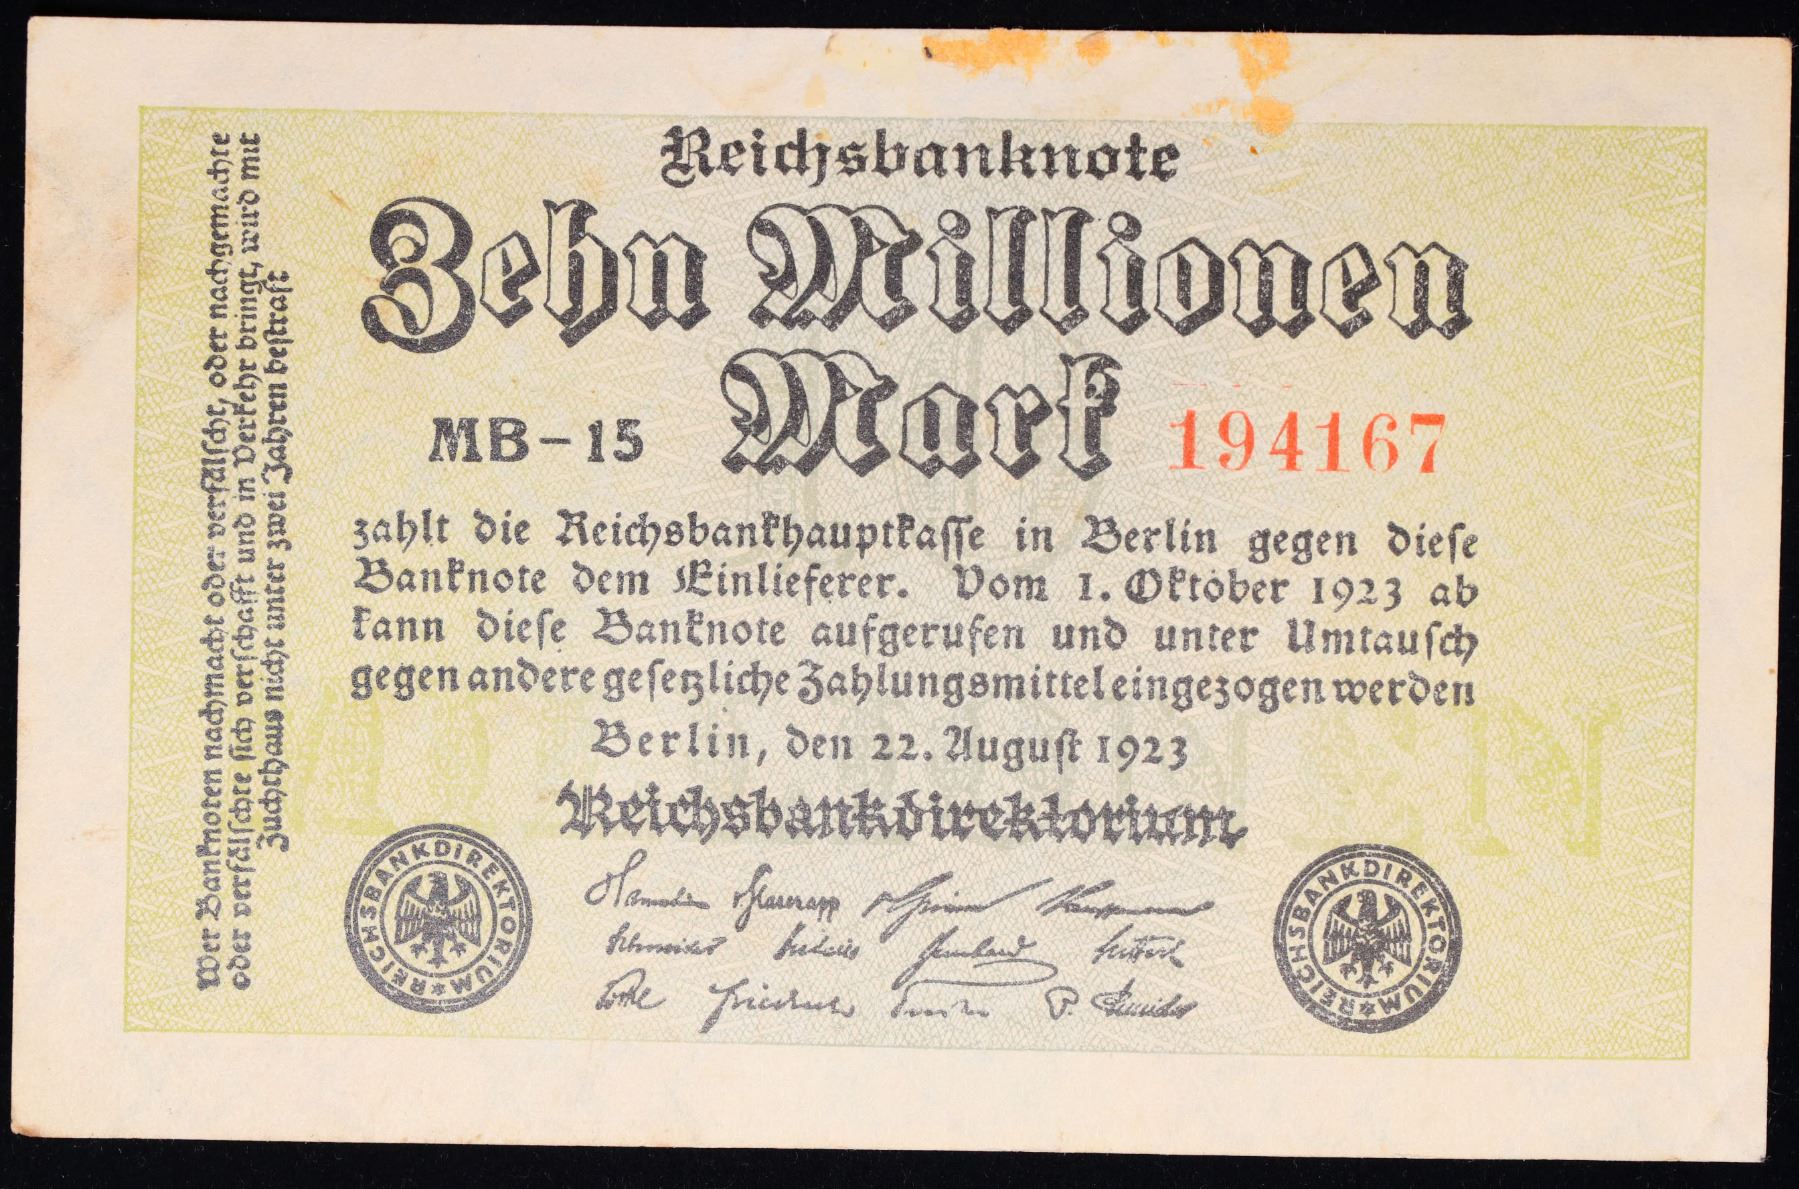 Reichsbanknote
Zehn Millionen
Mark
MB-15
194167
zahlt die Reichsbankhauptkasse in Berlin gegen diese
Banknote dem Einlieferer. Vom 1. Oktober 1923 ab
kann diese Banknote aufgerufen und unter Umtausch
gegen andere gesetzliche Zahlungsmittel eingezogen werden
Berlin, den 22. August 1923
Reichsbankdirektorium
REICHSBANKDIREKTORIUM
REICHSBANKDIREKTORIUM
Wer Banknoten nachmacht oder verfälscht, oder nachgemachte
oder verfälschte sich verschafft und in Verkehr bringt, wird mit
Zuchthaus nicht unter zwei Jahren bestraft